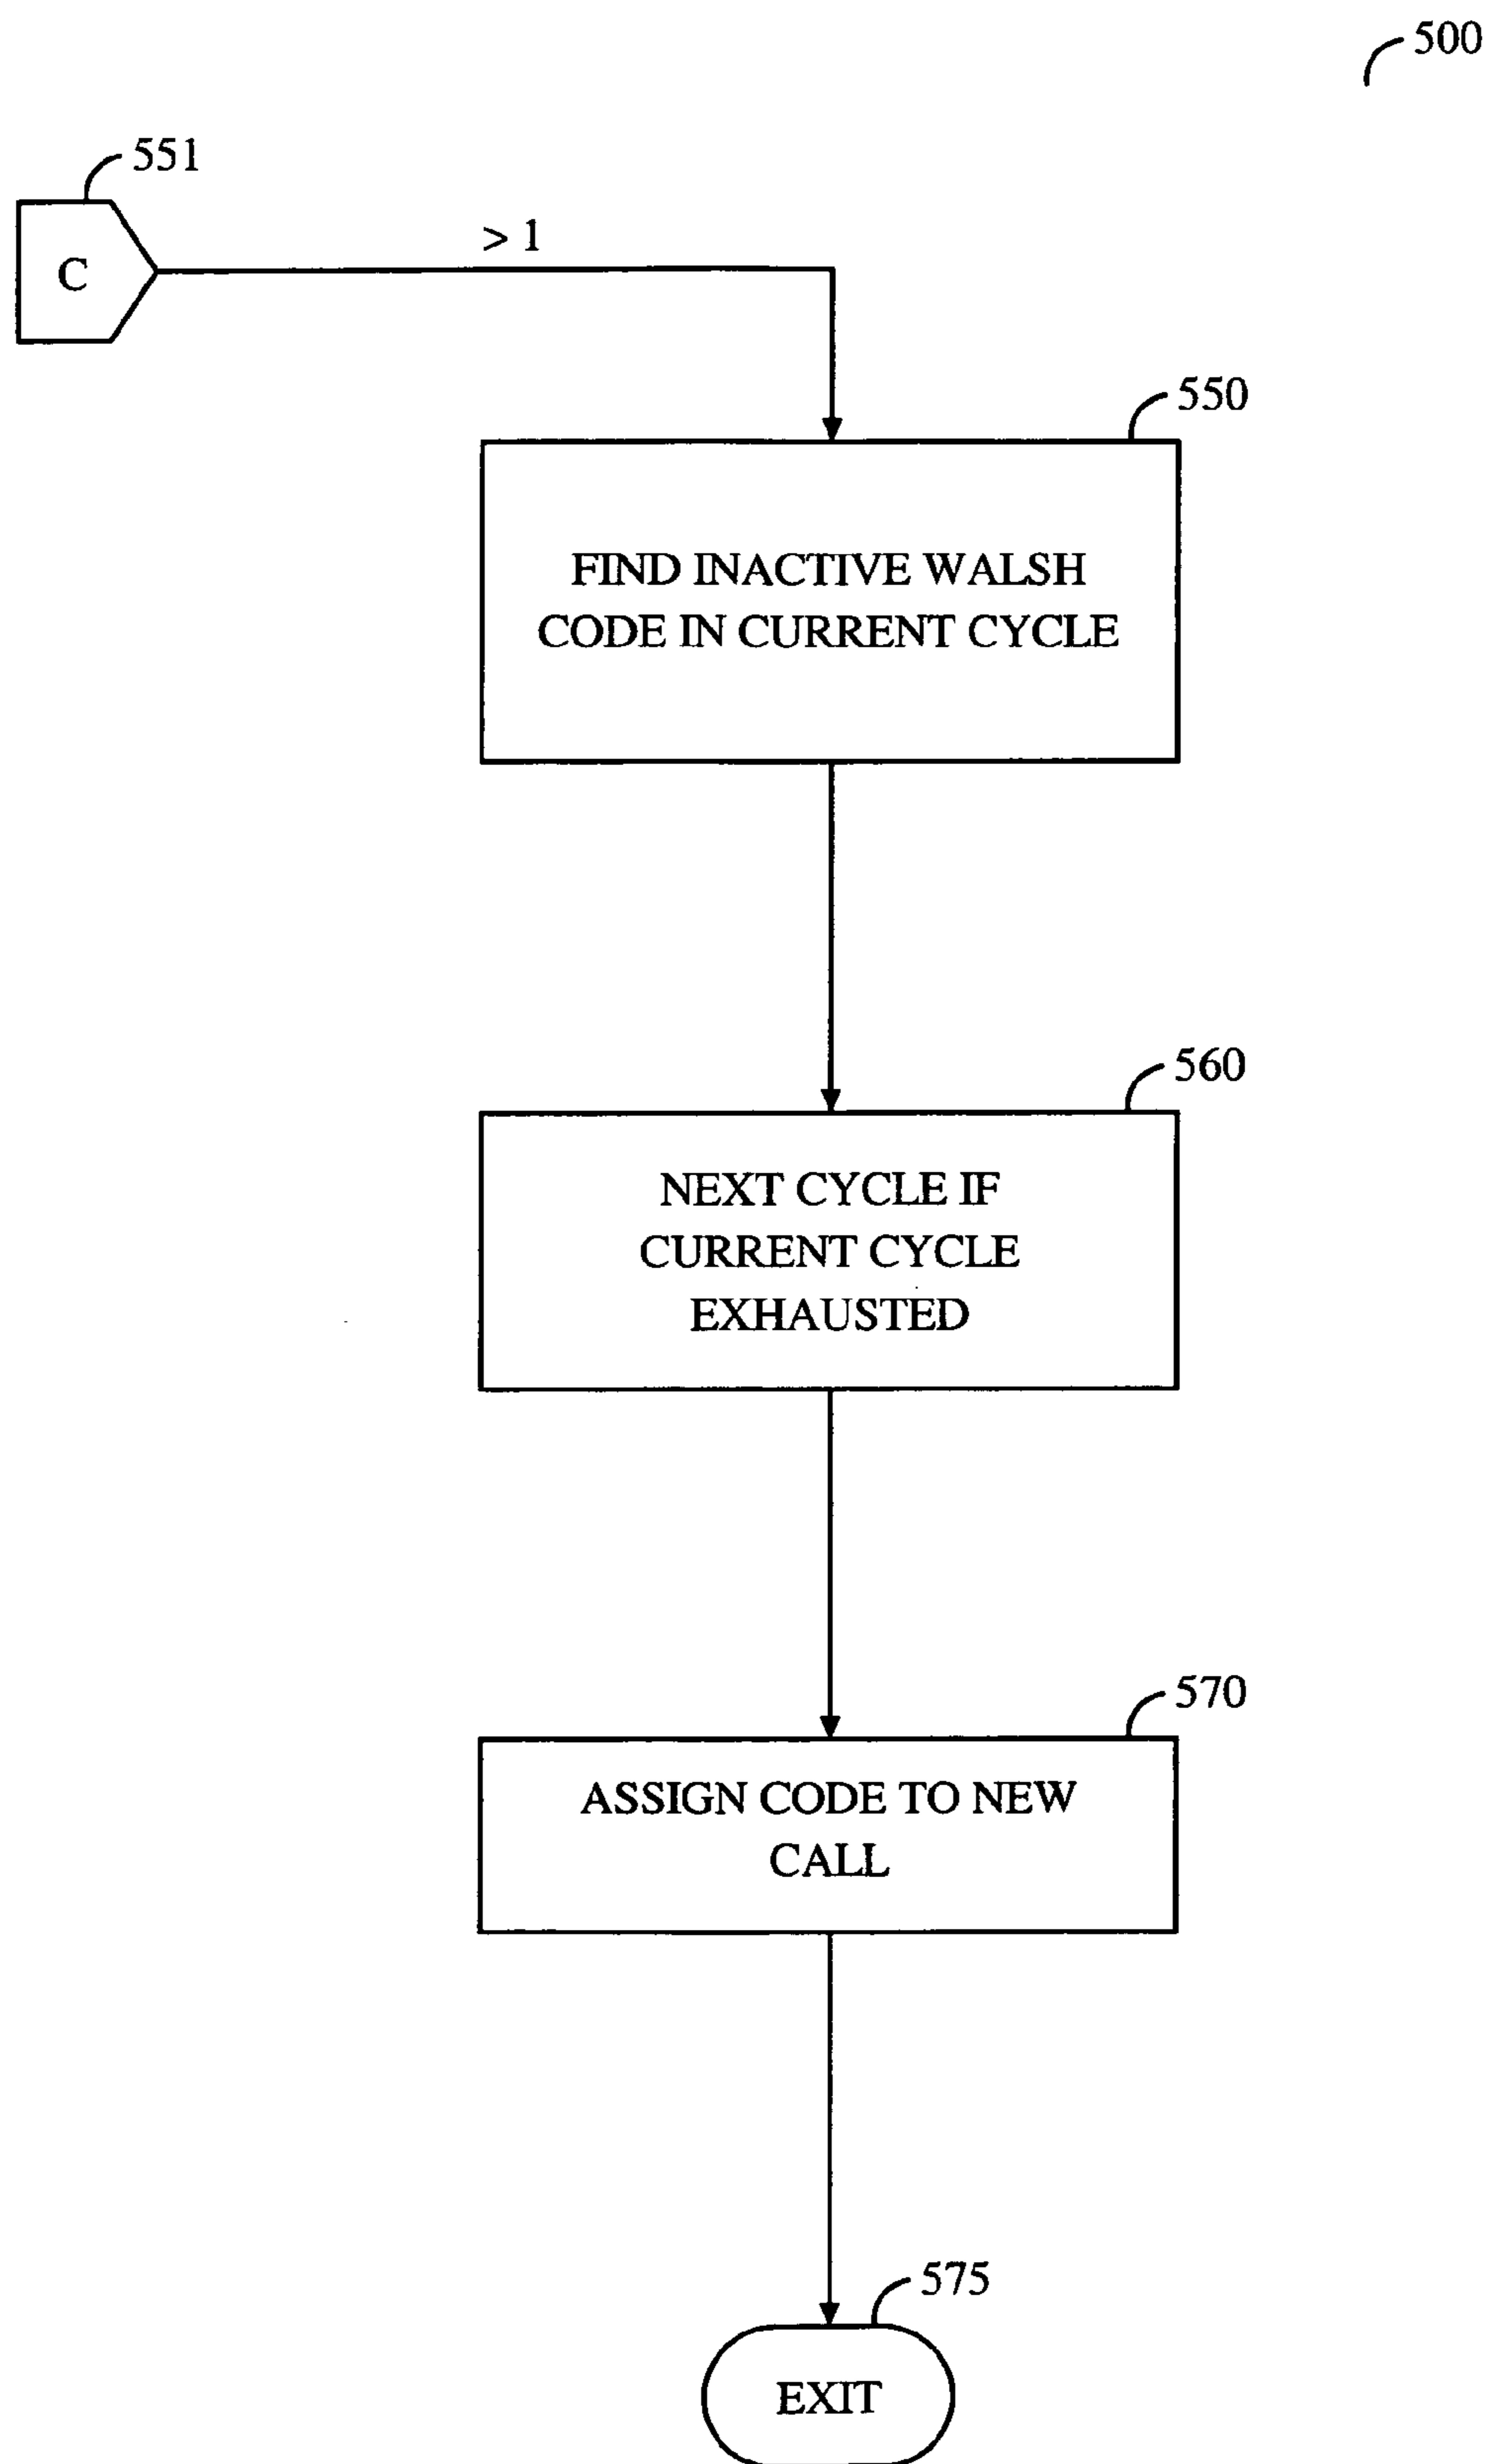 500
551
C
> 1
550
FIND INACTIVE WALSH
CODE IN CURRENT CYCLE
560
NEXT CYCLE IF
CURRENT CYCLE
EXHAUSTED
570
ASSIGN CODE TO NEW
CALL
575
EXIT